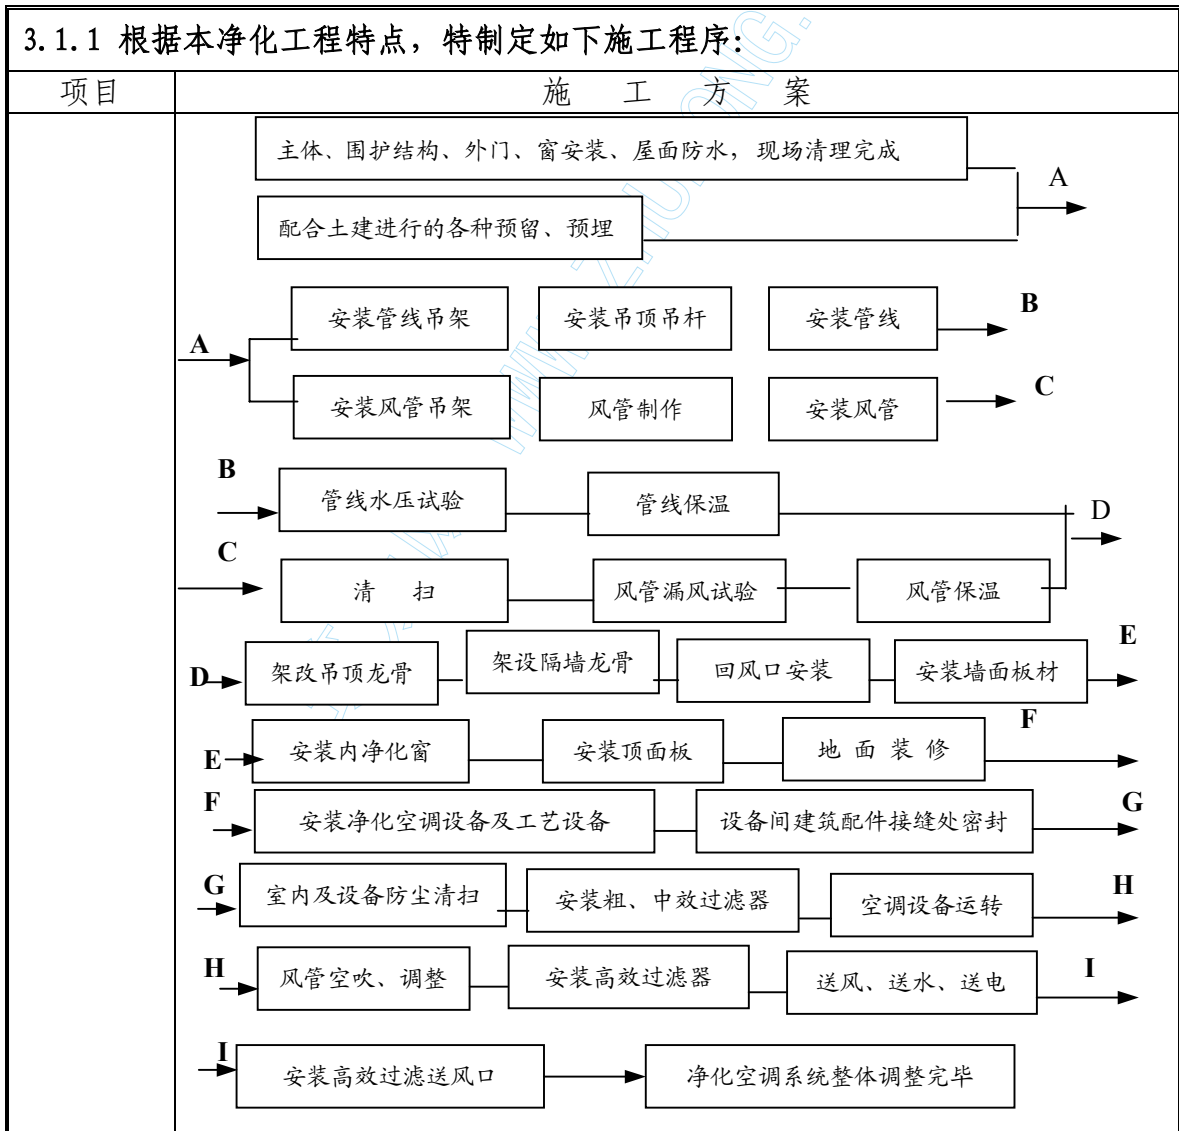 3.1.1 根据本净化工程特点，特制定如下施工程序：
项目 施 工 方 案
主体、围护结构、外门、窗安装、屋面防水，现场清理完成
A
配合土建进行的各种预留、预埋
安装管线吊架 安装吊顶吊杆 安装管线 B
A
安装风管吊架 风管制作 安装风管 C
B 管线水压试验 管线保温 D
C 清 扫 风管漏风试验 风管保温
D 架改吊顶龙骨 架设隔墙龙骨 回风口安装 安装墙面板材 E
E 安装内净化窗 安装顶面板 地 面 装 修 F
F 安装净化空调设备及工艺设备 设备间建筑配件接缝处密封 G
G 室内及设备防尘清扫 安装粗、中效过滤器 空调设备运转 H
H 风管空吹、调整 安装高效过滤器 送风、送水、送电 I
I 安装高效过滤送风口 净化空调系统整体调整完毕